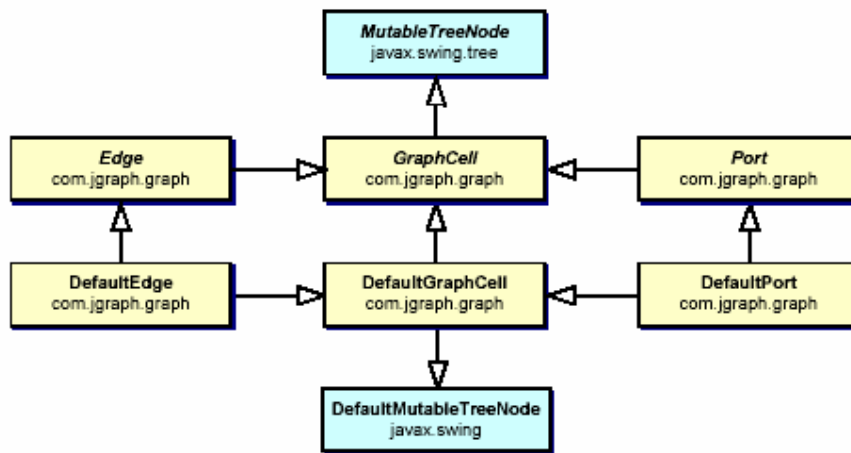 MutableTreeNode
javax.swing.tree
Edge
com.jgraph.graph
GraphCell
com.jgraph.graph
Port
com.jgraph.graph
DefaultEdge
com.jgraph.graph
DefaultGraphCell
com.jgraph.graph
DefaultPort
com.jgraph.graph
DefaultMutableTreeNode
javax.swing